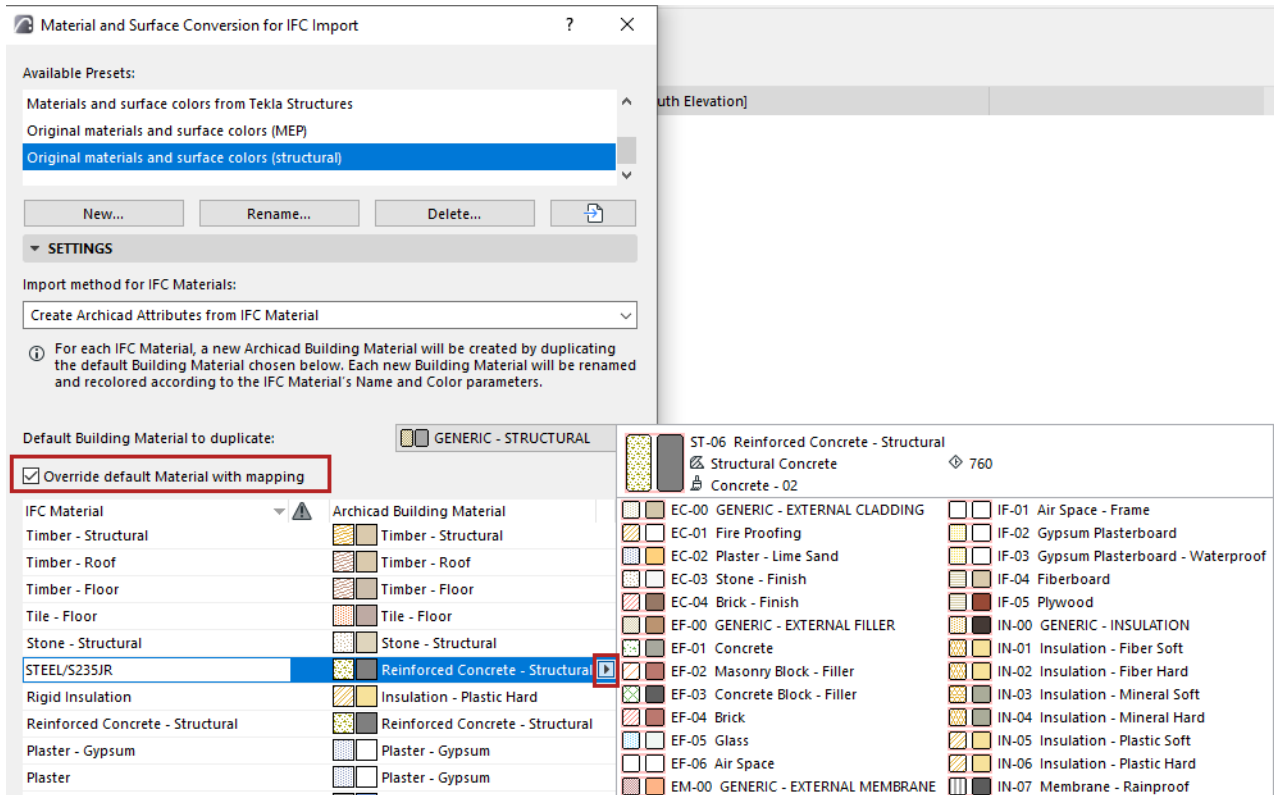 Material and Surface Conversion for IFC Import
?
Available Presets:
Materials and surface colors from Tekla Structures
Original materials and surface colors (MEP)
Original materials and surface colors (structural)
New...
Rename...
Delete...
SETTINGS
Import method for IFC Materials:
Create Archicad Attributes from IFC Material
For each IFC Material, a new Archicad Building Material will be created by duplicating
the default Building Material chosen below. Each new Building Material will be renamed
and recolored according to the IFC Material's Name and Color parameters.
Default Building Material to duplicate:
GENERIC - STRUCTURAL
Override default Material with mapping
IFC Material
Archicad Building Material
Timber - Structural
Timber - Structural
Timber - Roof
Timber - Roof
Timber - Floor
Timber - Floor
Tile - Floor
Tile - Floor
Stone - Structural
Stone - Structural
STEEL/S235JR
Reinforced Concrete - Structural
Rigid Insulation
Insulation - Plastic Hard
Reinforced Concrete - Structural
Reinforced Concrete - Structural
Plaster - Gypsum
Plaster - Gypsum
Plaster
Plaster - Gypsum
uth Elevation]
ST-06 Reinforced Concrete - Structural
Structural Concrete
760
Concrete - 02
EC-00 GENERIC - EXTERNAL CLADDING
EC-01 Fire Proofing
EC-02 Plaster - Lime Sand
EC-03 Stone - Finish
EC-04 Brick - Finish
EF-00 GENERIC - EXTERNAL FILLER
EF-01 Concrete
EF-02 Masonry Block - Filler
EF-03 Concrete Block - Filler
EF-04 Brick
EF-05 Glass
EF-06 Air Space
EM-00 GENERIC - EXTERNAL MEMBRANE
IF-01 Air Space - Frame
IF-02 Gypsum Plasterboard
IF-03 Gypsum Plasterboard - Waterproof
IF-04 Fiberboard
IF-05 Plywood
IN-00 GENERIC - INSULATION
IN-01 Insulation - Fiber Soft
IN-02 Insulation - Fiber Hard
IN-03 Insulation - Mineral Soft
IN-04 Insulation - Mineral Hard
IN-05 Insulation - Plastic Soft
IN-06 Insulation - Plastic Hard
IN-07 Membrane - Rainproof